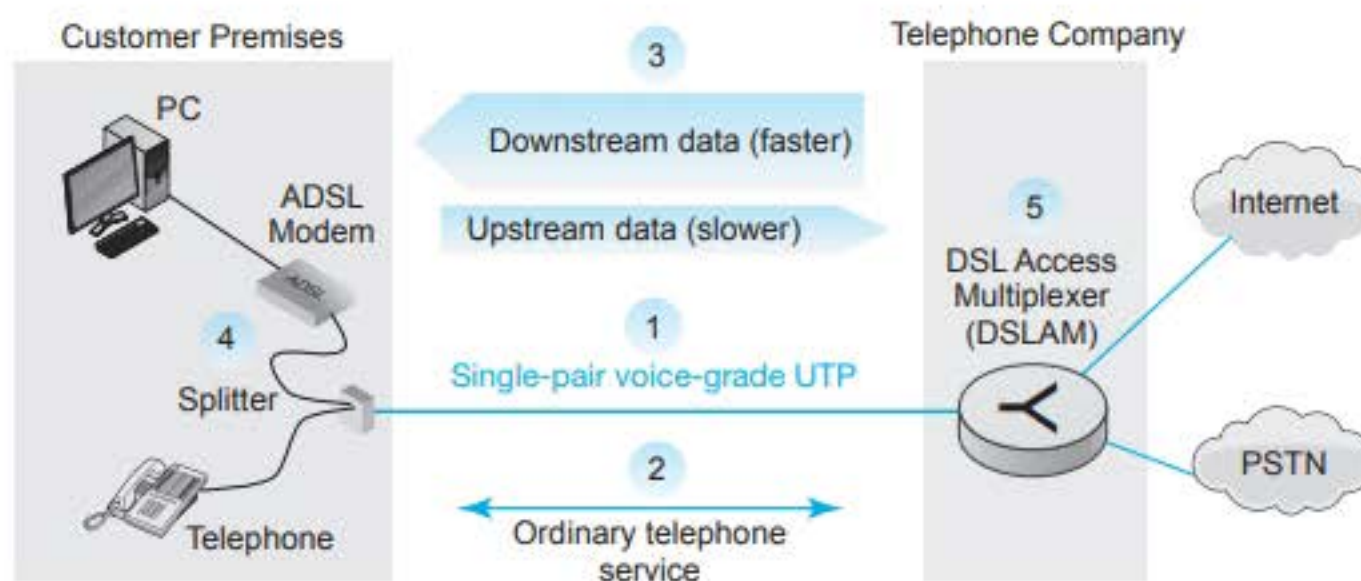 Customer Premises
Telephone Company
3
PC
Downstream data (faster)
ADSL
Modem
ADSL
Upstream data (slower)
5
Internet
DSL Access
Multiplexer
(DSLAM)
4
Splitter
1
Single-pair voice-grade UTP
2
PSTN
Telephone
Ordinary telephone
service